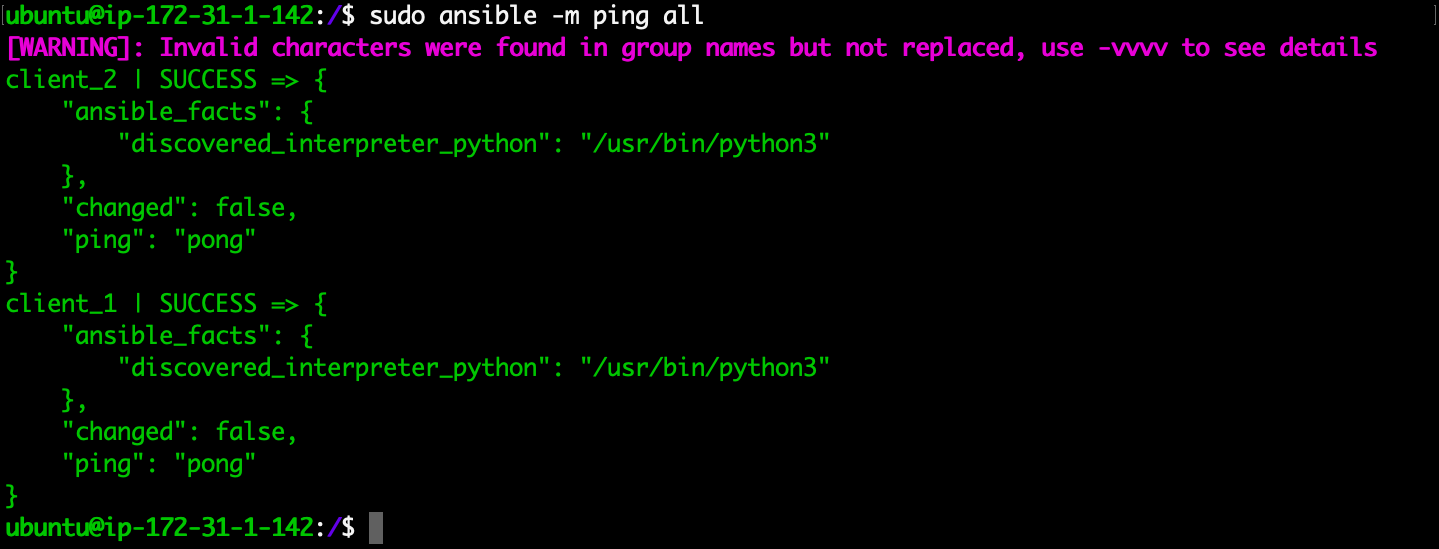 ubuntu@ip-172-31-1-142:/$ sudo ansible -m ping all
[WARNING]: Invalid characters were found in group names but not replaced, use -vvvv to see details
client_2 | SUCCESS => {
    "ansible_facts": {
        "discovered_interpreter_python": "/usr/bin/python3"
    },
    "changed": false,
    "ping": "pong"
}
client_1 | SUCCESS => {
    "ansible_facts": {
        "discovered_interpreter_python": "/usr/bin/python3"
    },
    "changed": false,
    "ping": "pong"
}
ubuntu@ip-172-31-1-142:/$